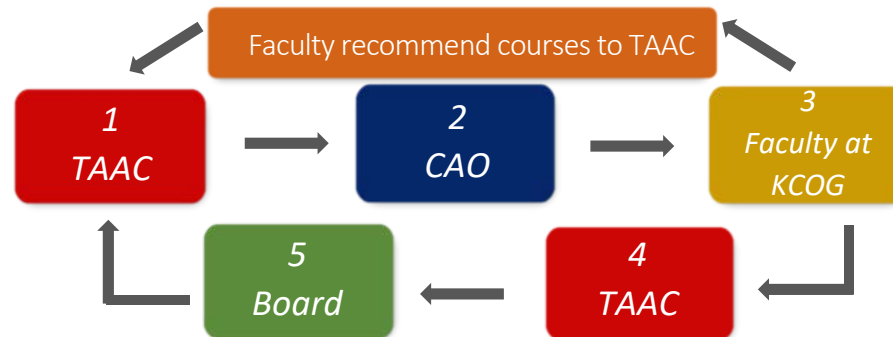 Faculty recommend courses to TAAC
1
TAAC
2
CAO
3
Faculty at
KCOG
5
Board
4
TAAC